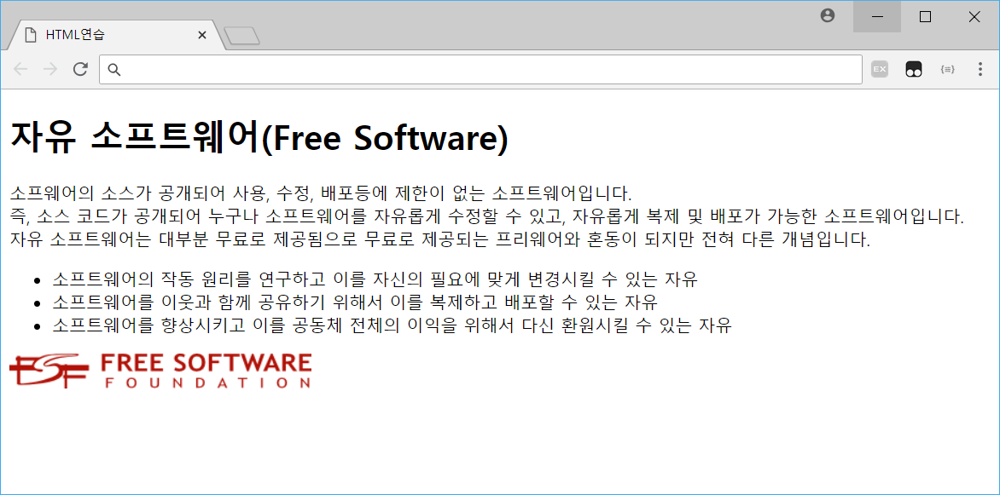 HTML연습
EX
자유 소프트웨어(Free Software)
소프웨어의 소스가 공개되어 사용, 수정, 배포등에 제한이 없는 소프트웨어입니다.
즉, 소스 코드가 공개되어 누구나 소프트웨어를 자유롭게 수정할 수 있고, 자유롭게 복제 및 배포가 가능한 소프트웨어입니다.
자유 소프트웨어는 대부분 무료로 제공됨으로 무료로 제공되는 프리웨어와 혼동이 되지만 전혀 다른 개념입니다.
• 소프트웨어의 작동 원리를 연구하고 이를 자신의 필요에 맞게 변경시킬 수 있는 자유
• 소프트웨어를 이웃과 함께 공유하기 위해서 이를 복제하고 배포할 수 있는 자유
• 소프트웨어를 향상시키고 이를 공동체 전체의 이익을 위해서 다신 환원시킬 수 있는 자유
FSF FREE SOFTWARE
FOUNDATION